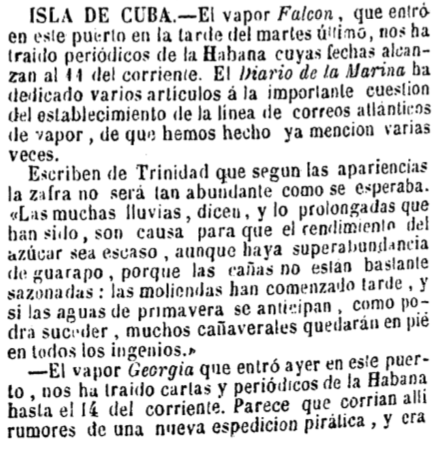 ISLA DE CUBA.—El vapor Falcon, que entró
en este puerto en la tarde del martes último, nos ha
traido periódicos de la Habana cuyas fechas alcan-
zan al 11 del corriente. El Diario de la Marina ha
dedicado varios artículos á la importante cuestion
del establecimiento de la línea de correos atlánticos
de vapor, de que hemos hecho ya mencion varias
veces.
Escriben de Trinidad que segun las apariencias
la zafra no será tan abundante como se esperaba.
«Las muchas lluvias, dicen, y lo prolongadas que
han sido, son causa para que el rendimiento del
azúcar sea escaso, aunque haya superabundancia
de guarapo, porque las cañas no estan bastante
sazonadas: las moliendas han comenzado tarde, y
si las aguas de primavera se anticipan, como po-
dra suceder, muchos cañaverales quedarán en pié
en todos los ingenios.»
—El vapor Georgia que entró ayer en este puer-
to, nos ha traido cartas y periódicos de la Habana
hasta el 14 del corriente. Parece que corrian alli
rumores de una nueva espedicion pirática, y era